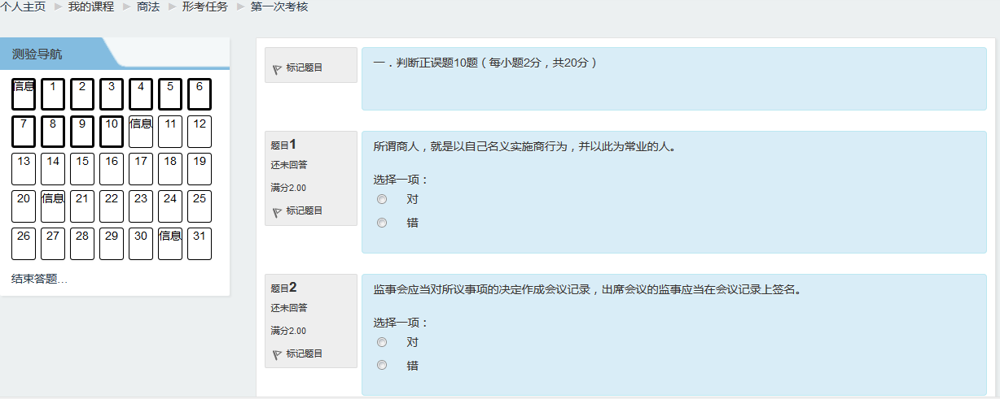 个人主页 ► 我的课程 ► 商法 ► 形考任务 ► 第一次考核
测验导航
信息 1 2 3 4 5 6
7 8 9 10 信息 11 12
13 14 15 16 17 18 19
20 信息 21 22 23 24 25
26 27 28 29 30 信息 31
结束答题…
标记题目
一．判断正误题10题（每小题2分，共20分）
题目1
还未回答
满分2.00
标记题目
所谓商人，就是以自己名义实施商行为，并以此为常业的人。
选择一项：
对
错
题目2
还未回答
满分2.00
标记题目
监事会应当对所议事项的决定作成会议记录，出席会议的监事应当在会议记录上签名。
选择一项：
对
错